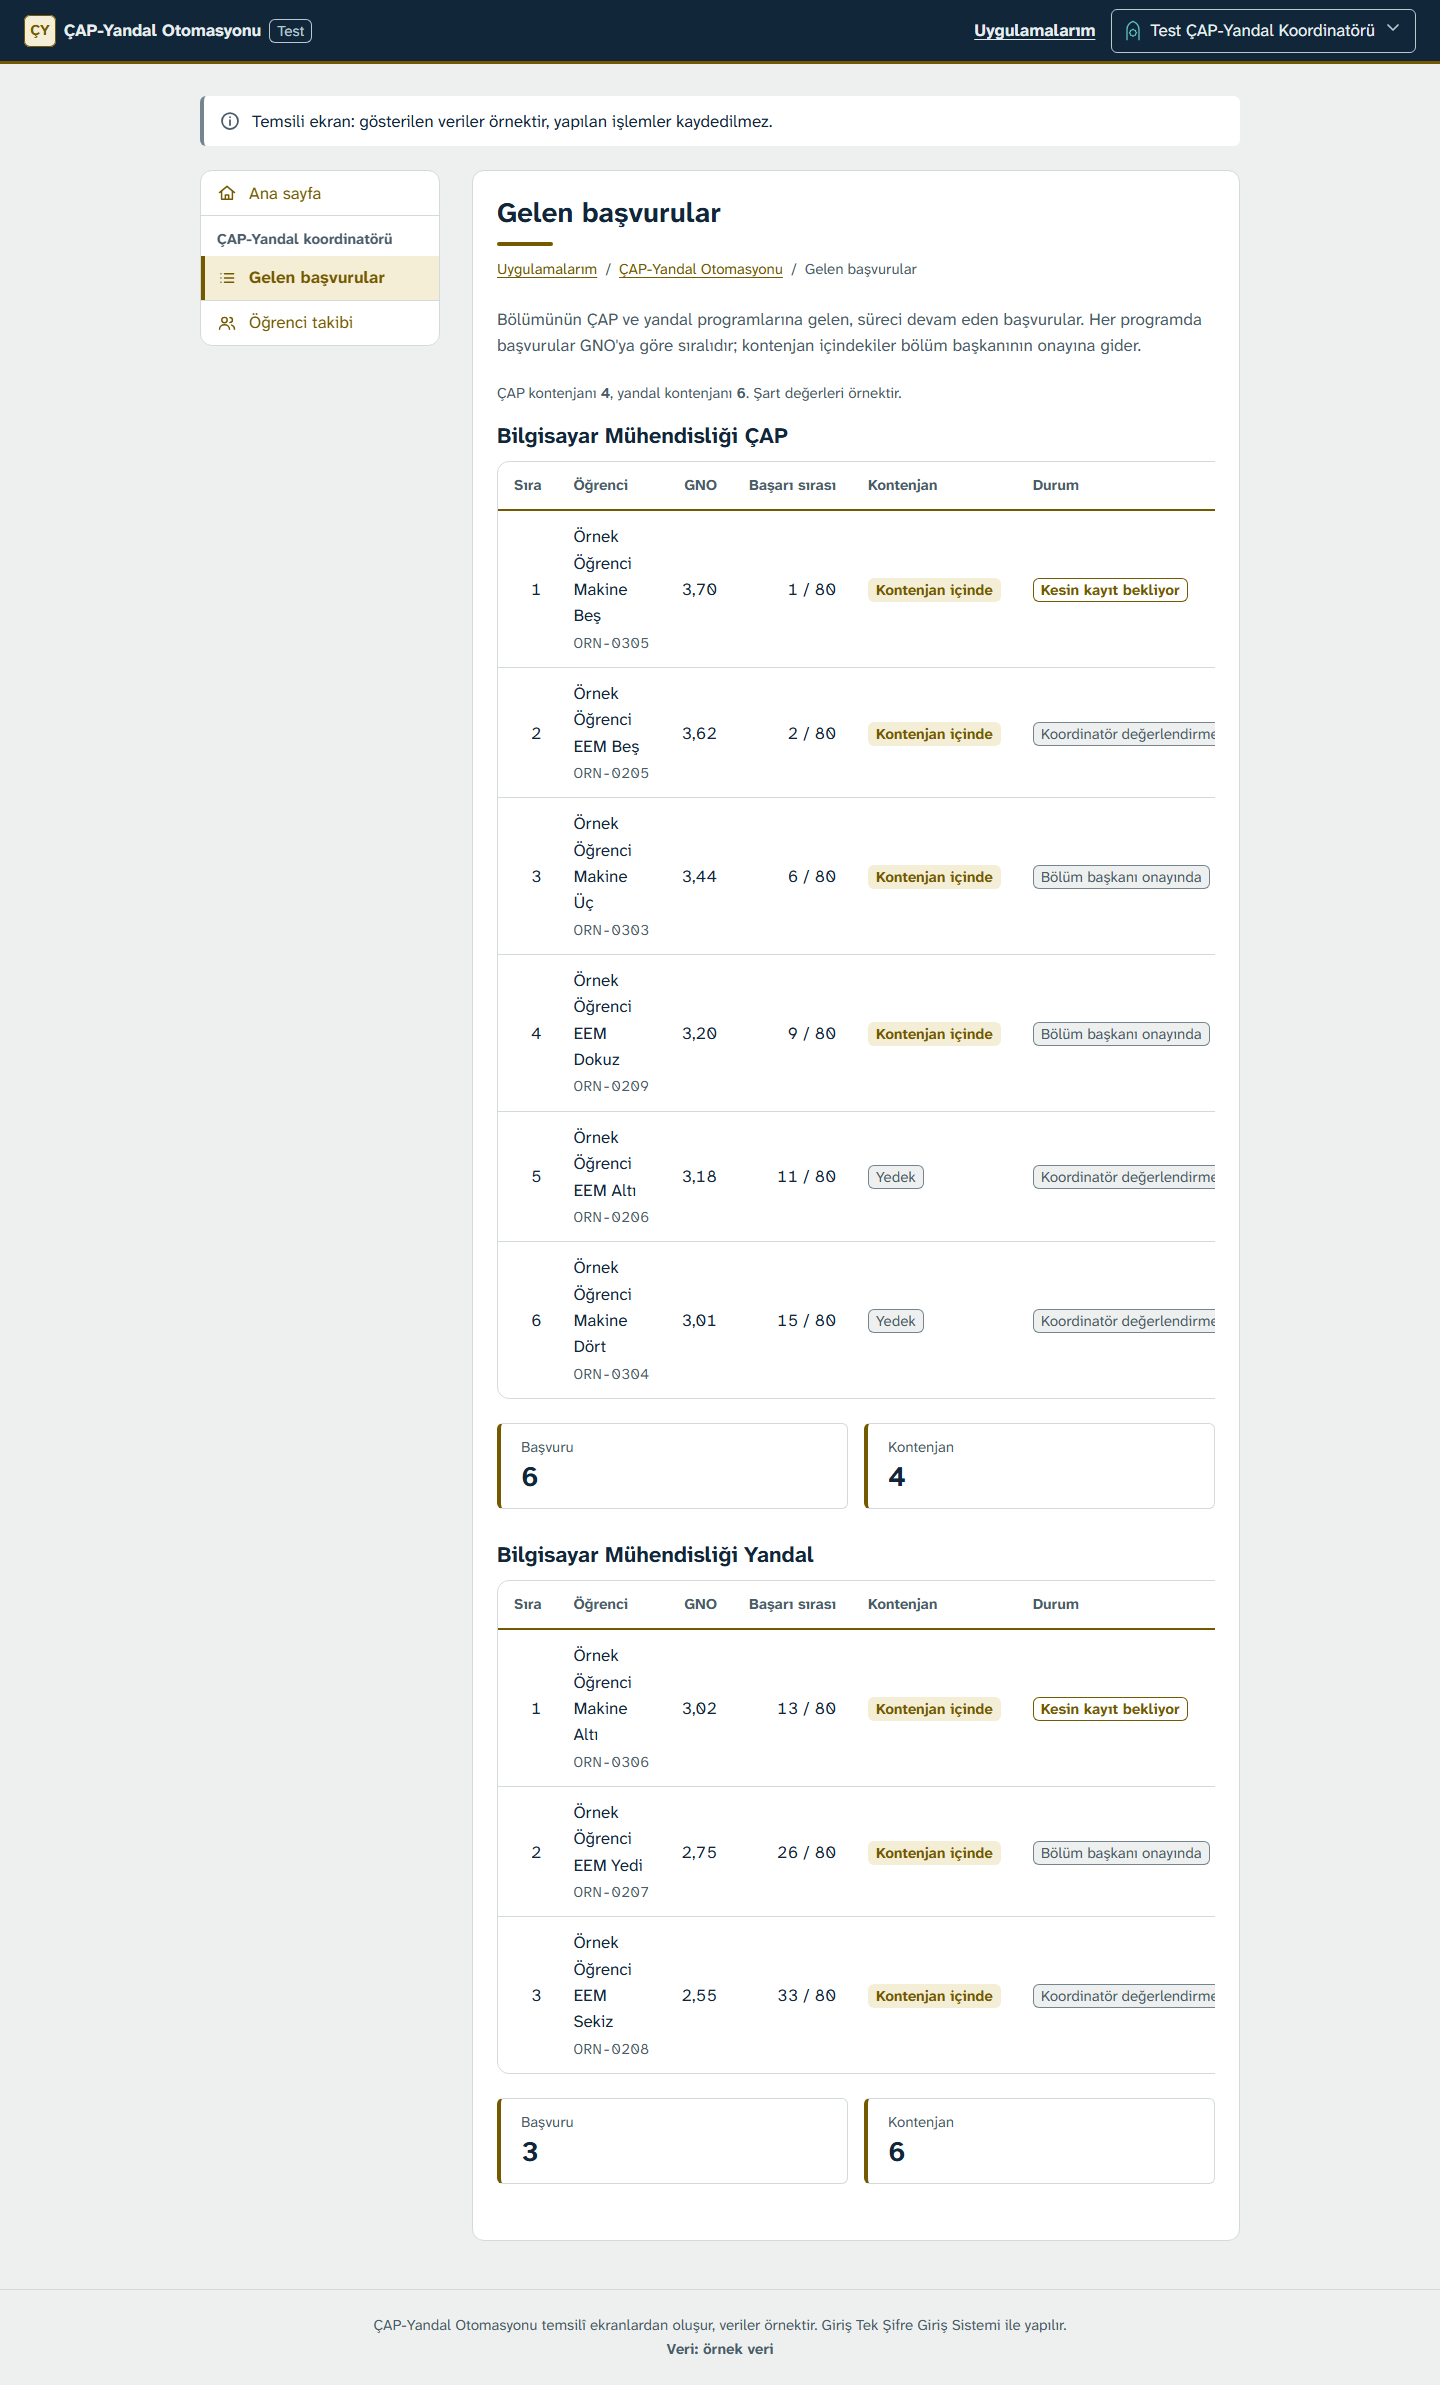 ÇY ÇAP-Yandal Otomasyonu Test
Uygulamalarım
Test ÇAP-Yandal Koordinatörü
Temsili ekran: gösterilen veriler örnektir, yapılan işlemler kaydedilmez.
Ana sayfa
ÇAP-Yandal koordinatörü
Gelen başvurular
Öğrenci takibi
Gelen başvurular
Uygulamalarım / ÇAP-Yandal Otomasyonu / Gelen başvurular
Bölümünün ÇAP ve yandal programlarına gelen, süreci devam eden başvurular. Her programda
başvurular GNO'ya göre sıralıdır; kontenjan içindekiler bölüm başkanının onayına gider.
ÇAP kontenjanı 4, yandal kontenjanı 6. Şart değerleri örnektir.
Bilgisayar Mühendisliği ÇAP
Sıra Öğrenci GNO Başarı sırası Kontenjan Durum
Örnek
Öğrenci
1 Makine 3,70 1 / 80 Kontenjan içinde Kesin kayıt bekliyor
Beş
ORN-0305
Örnek
Öğrenci
2 EEM Beş 3,62 2 / 80 Kontenjan içinde Koordinatör değerlendirme
ORN-0205
Örnek
Öğrenci
3 Makine 3,44 6 / 80 Kontenjan içinde Bölüm başkanı onayında
Üç
ORN-0303
Örnek
Öğrenci
4 EEM 3,20 9 / 80 Kontenjan içinde Bölüm başkanı onayında
Dokuz
ORN-0209
Örnek
Öğrenci
5 EEM Altı 3,18 11 / 80 Yedek Koordinatör değerlendirme
ORN-0206
Örnek
Öğrenci
6 Makine 3,01 15 / 80 Yedek Koordinatör değerlendirme
Dört
ORN-0304
Başvuru
6
Kontenjan
4
Bilgisayar Mühendisliği Yandal
Sıra Öğrenci GNO Başarı sırası Kontenjan Durum
Örnek
Öğrenci
1 Makine 3,02 13 / 80 Kontenjan içinde Kesin kayıt bekliyor
Altı
ORN-0306
Örnek
Öğrenci
2 EEM Yedi 2,75 26 / 80 Kontenjan içinde Bölüm başkanı onayında
ORN-0207
Örnek
Öğrenci
3 EEM 2,55 33 / 80 Kontenjan içinde Koordinatör değerlendirme
Sekiz
ORN-0208
Başvuru
3
Kontenjan
6
ÇAP-Yandal Otomasyonu temsilî ekranlardan oluşur, veriler örnektir. Giriş Tek Şifre Giriş Sistemi ile yapılır.
Veri: örnek veri